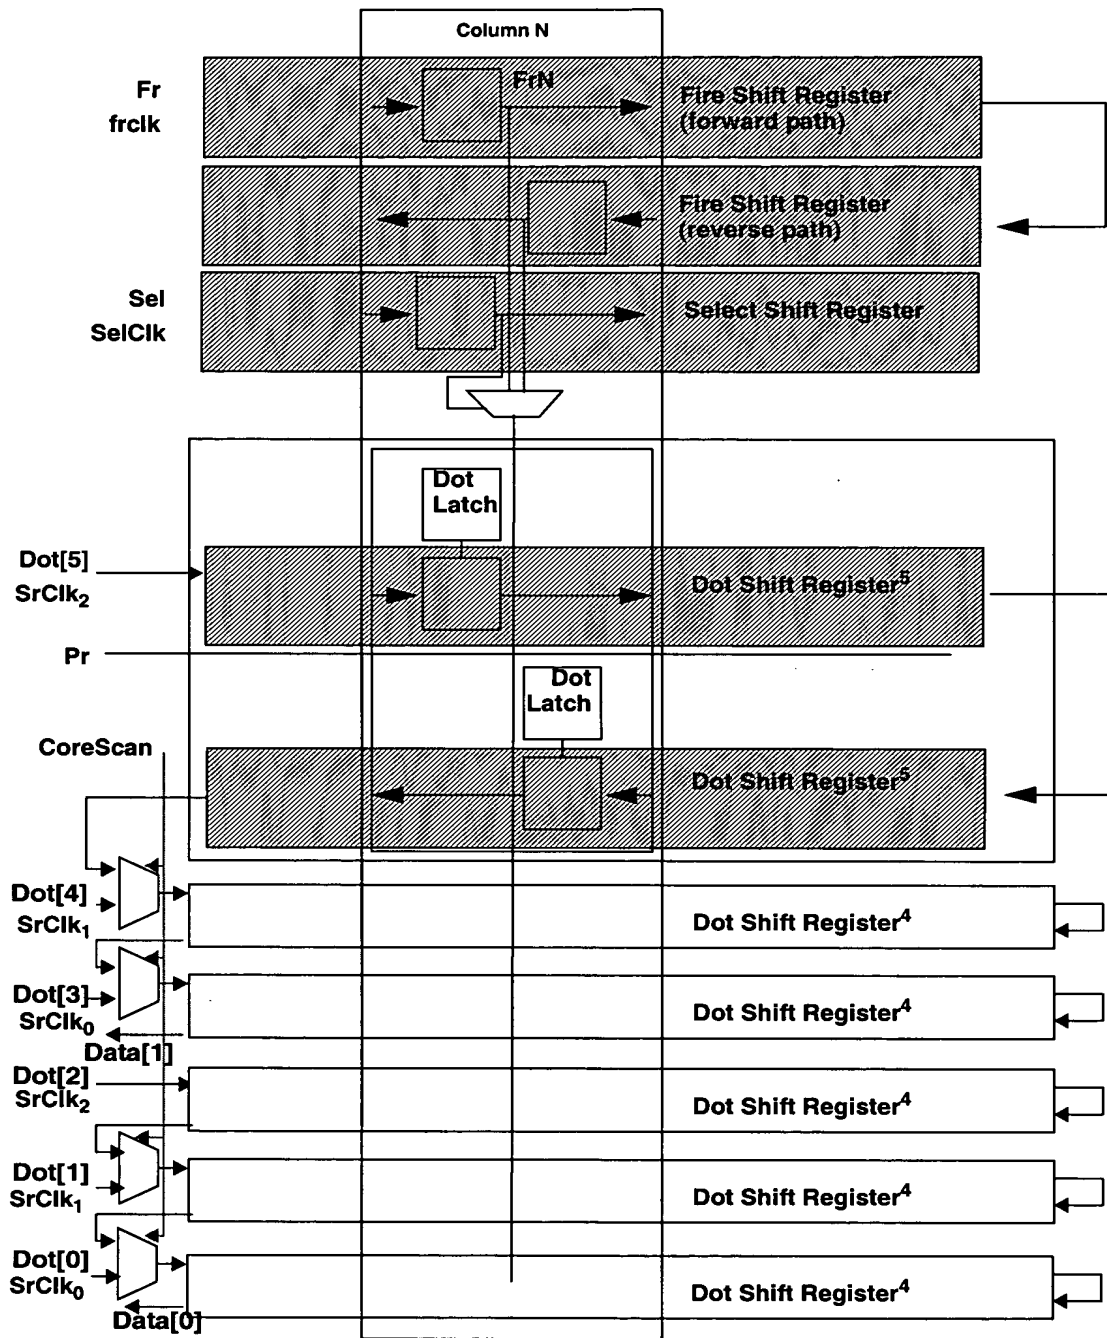 Column N
Fr
frclk
FrN
Fire Shift Register
(forward path)
Fire Shift Register
(reverse path)
Sel
SelClk
Select Shift Register
Dot
Latch
Dot[5]
SrClk₂
Dot Shift Register⁵
Pr
Dot
Latch
CoreScan
Dot Shift Register⁵
Dot[4]
SrClk₁
Dot Shift Register⁴
Dot[3]
SrClk₀
Dot Shift Register⁴
Data[1]
Dot[2]
SrClk₂
Dot Shift Register⁴
Dot[1]
SrClk₁
Dot Shift Register⁴
Dot[0]
SrClk₀
Dot Shift Register⁴
Data[0]